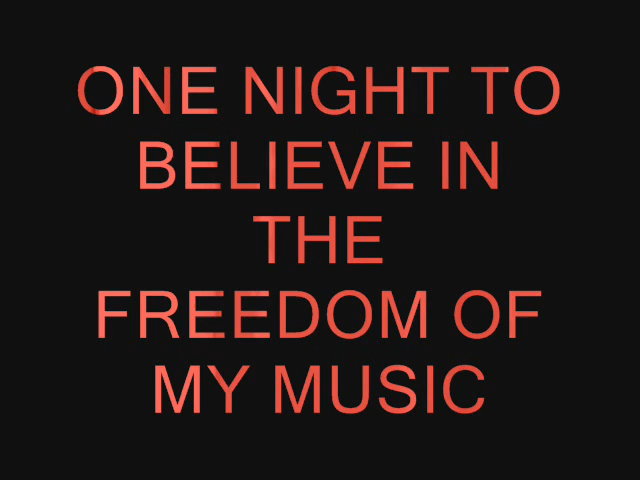 ONE NIGHT TO
BELIEVE IN
THE
FREEDOM OF
MY MUSIC